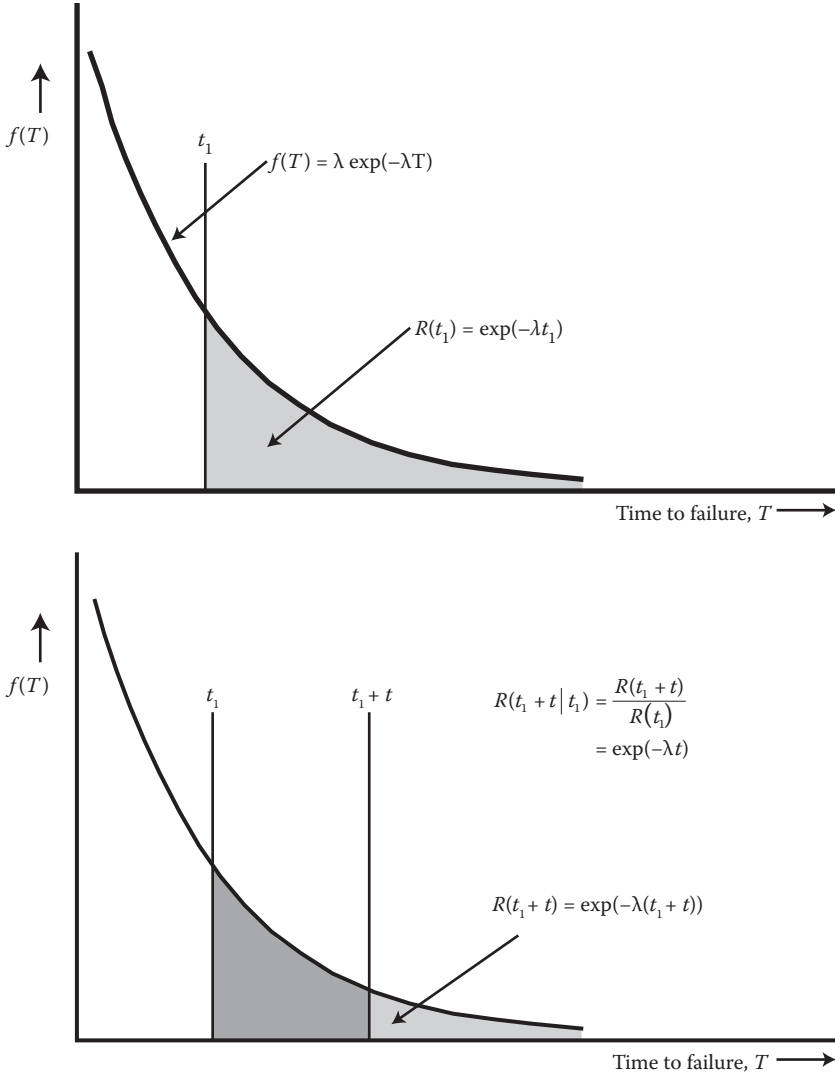 f(T)
t₁
f(T) = λ exp(−λT)
R(t₁) = exp(−λt₁)
Time to failure, T
f(T)
t₁
t₁ + t
R(t₁ + t | t₁) = R(t₁ + t) / R(t₁)
= exp(−λt)
R(t₁ + t) = exp(−λ(t₁ + t))
Time to failure, T